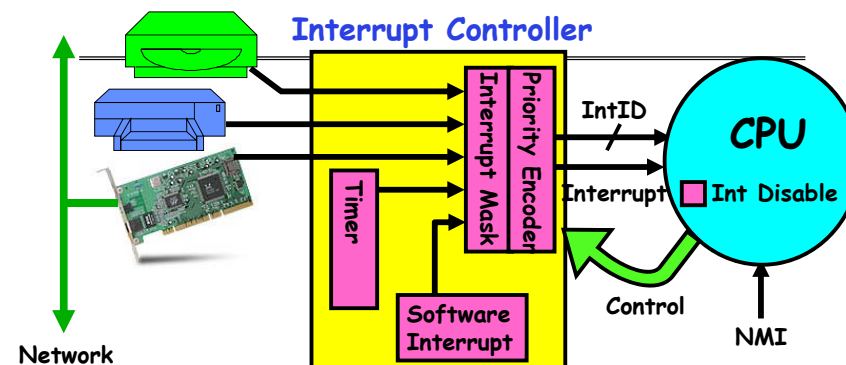 Interrupt Controller
Interrupt Mask
Priority Encoder
IntID
CPU
Timer
Interrupt
Int Disable
Software
Interrupt
Control
NMI
Network